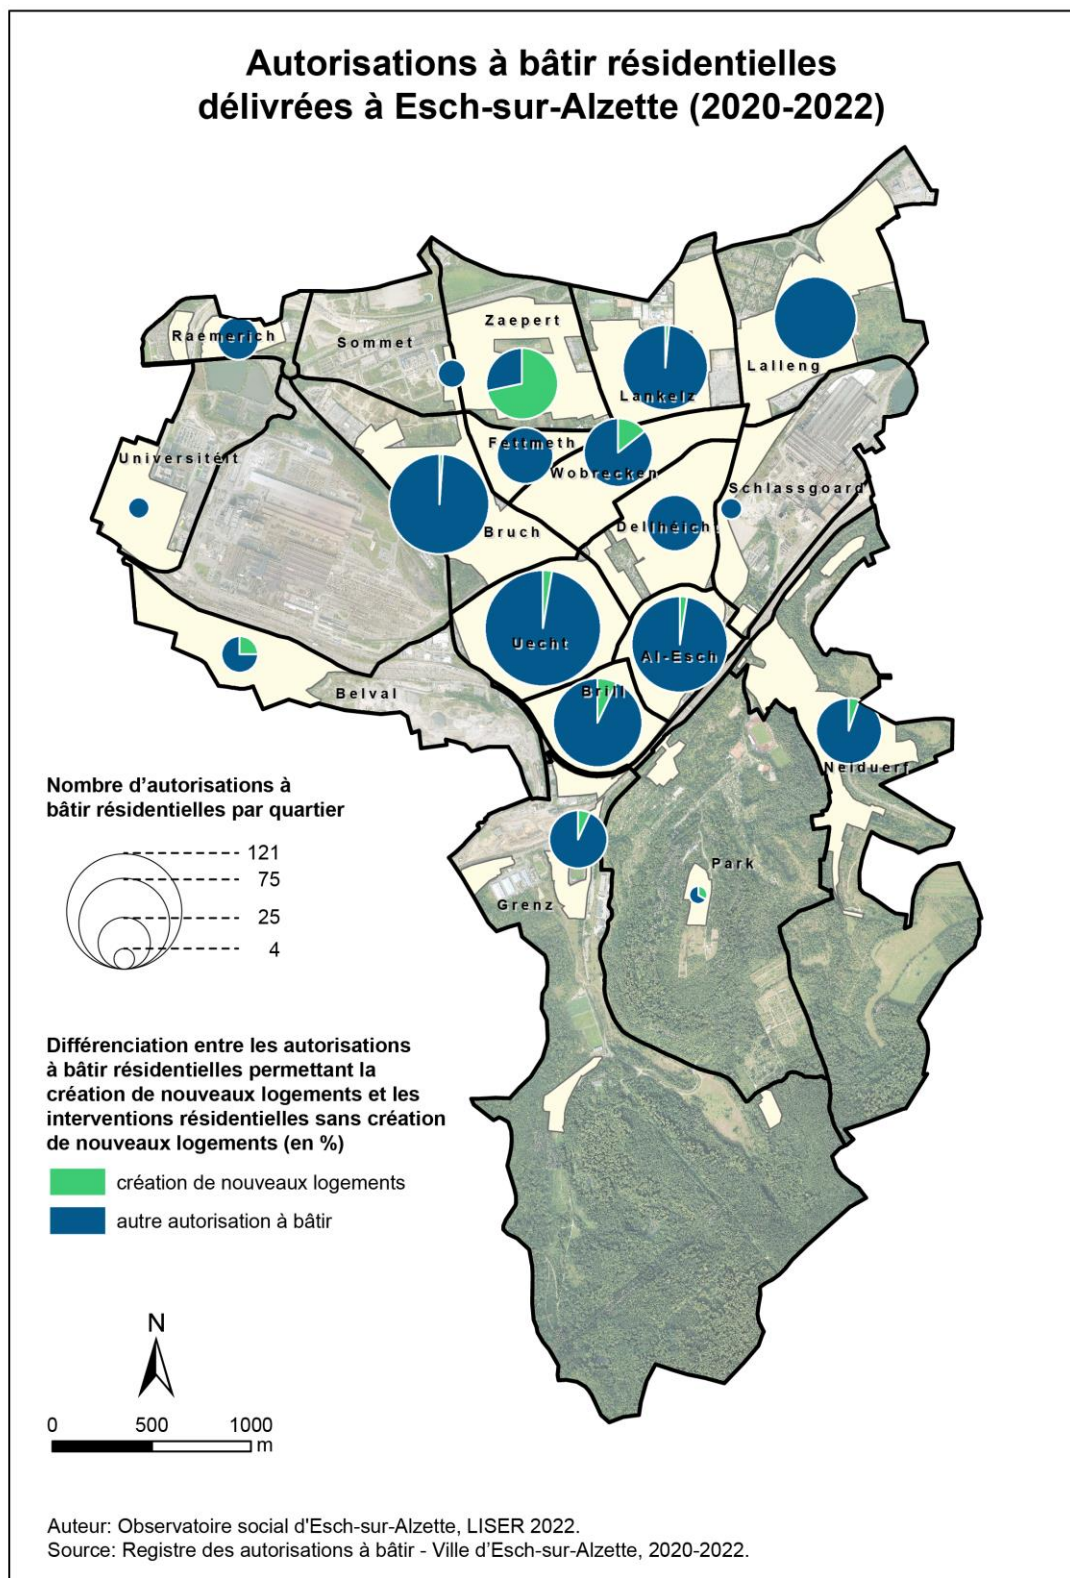 Autorisations à bâtir résidentielles
délivrées à Esch-sur-Alzette (2020-2022)
Zaepert
Raemerich
Sommet
Lalleng
Lankelz
Fettmeth
Universitéit
Wobrecken
Schlassgoard
Dellhéicht
Bruch
Uecht
Al-Esch
Belval
Brill
Neiduerf
Park
Grenz
Nombre d'autorisations à
bâtir résidentielles par quartier
121
75
25
4
Différenciation entre les autorisations
à bâtir résidentielles permettant la
création de nouveaux logements et les
interventions résidentielles sans création
de nouveaux logements (en %)
création de nouveaux logements
autre autorisation à bâtir
N
0 500 1000
m
Auteur: Observatoire social d'Esch-sur-Alzette, LISER 2022.
Source: Registre des autorisations à bâtir - Ville d'Esch-sur-Alzette, 2020-2022.